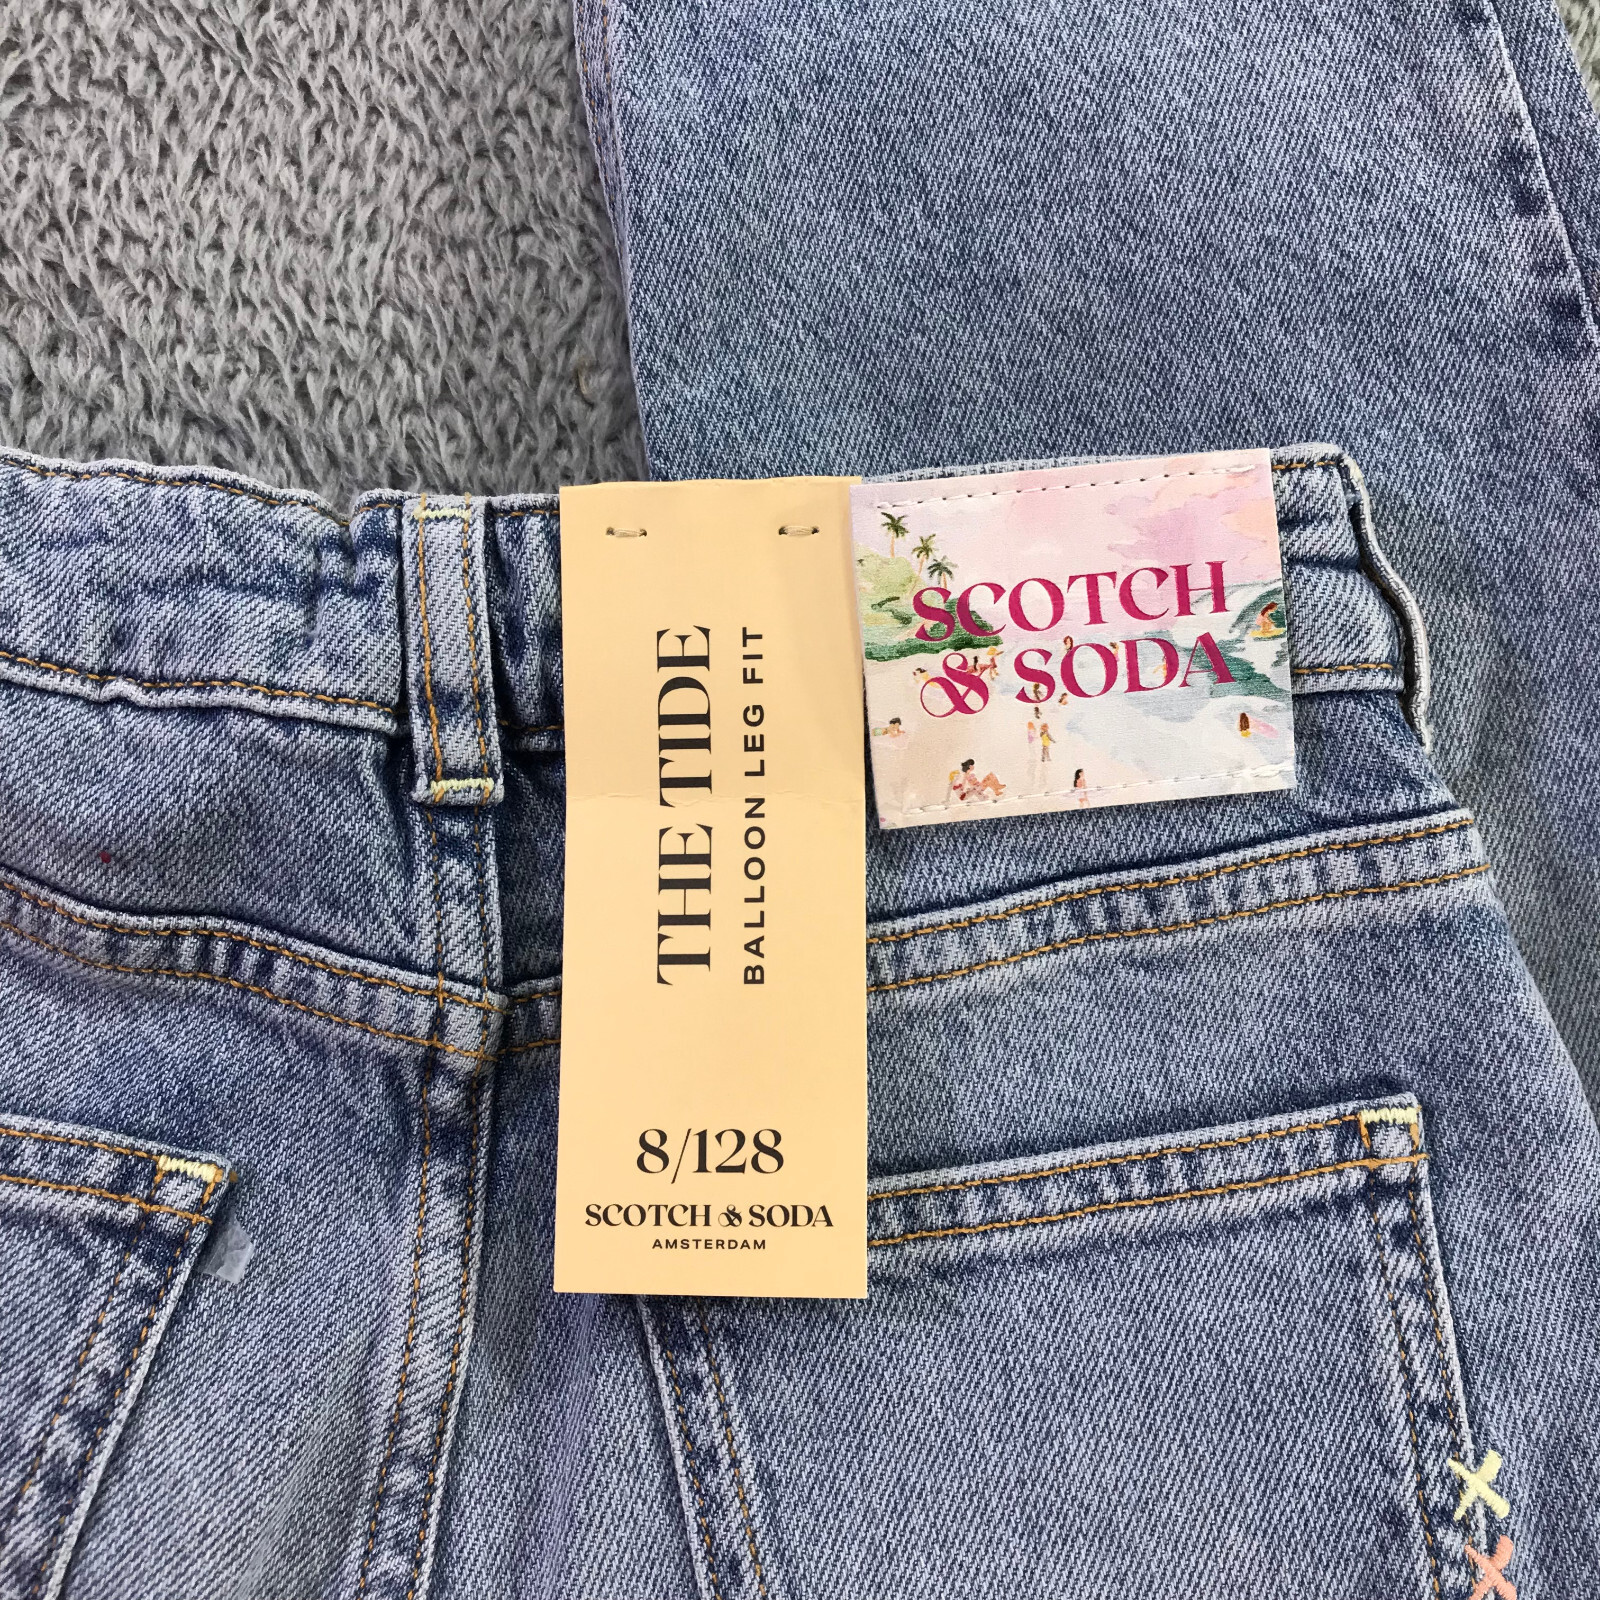 THE TIDE
BALLOON LEG FIT
8/128
SCOTCH & SODA
AMSTERDAM
SCOTCH
& SODA